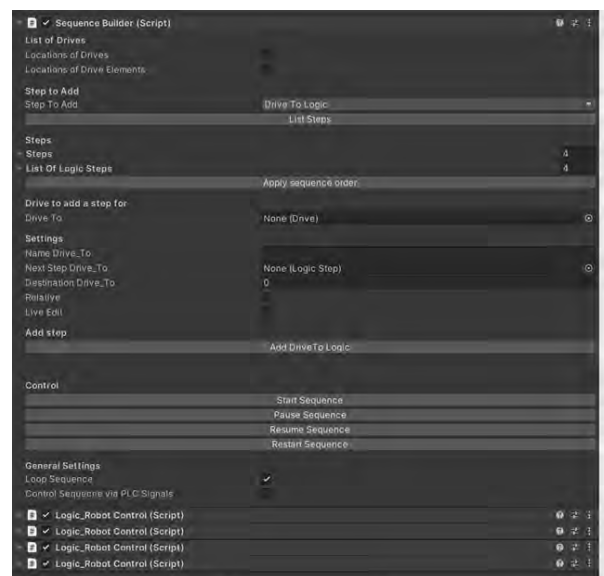 Sequence Builder (Script)
List of Drives
Locations of Drives
Locations of Drive Elements
Step to Add
Step To Add Drive To Logic
List Steps
Steps
Steps 4
List Of Logic Steps 4
Apply sequence order
Drive to add a step for
Drive To None (Drive)
Settings
Name Drive_To
Next Step Drive_To None (Logic Step)
Destination Drive_To 0
Relative
Live Edit
Add step
Add DriveTo Logic
Control
Start Sequence
Pause Sequence
Resume Sequence
Restart Sequence
General Settings
Loop Sequence
Control Sequence via PLC Signals
Logic_Robot Control (Script)
Logic_Robot Control (Script)
Logic_Robot Control (Script)
Logic_Robot Control (Script)